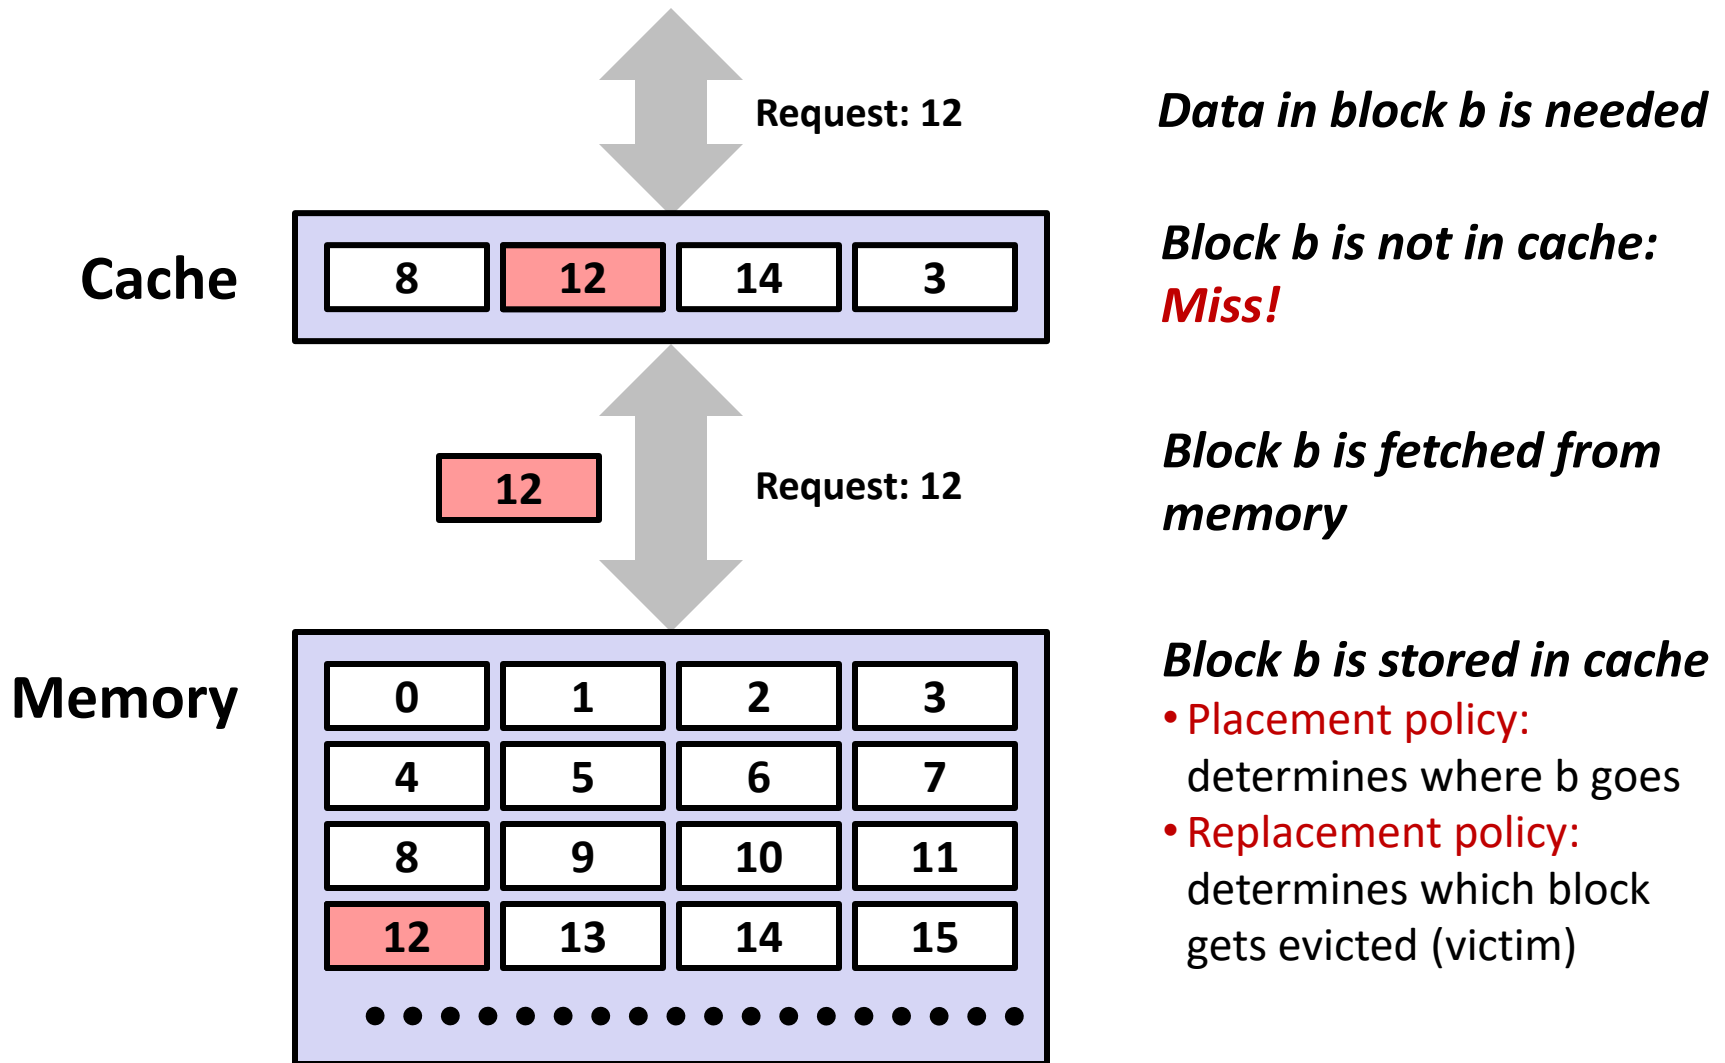 Request: 12
Data in block b is needed
Cache
8 12 14 3
Block b is not in cache:
Miss!
12
Request: 12
Block b is fetched from
memory
Memory
0 1 2 3
4 5 6 7
8 9 10 11
12 13 14 15
Block b is stored in cache
• Placement policy:
determines where b goes
• Replacement policy:
determines which block
gets evicted (victim)